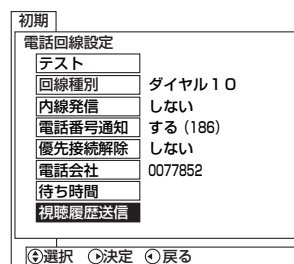 初期
電話回線設定
テスト
回線種別 ダイヤル10
内線発信 しない
電話番号通知 する (186)
優先接続解除 しない
電話会社 0077852
待ち時間
視聴履歴送信
選択 決定 戻る